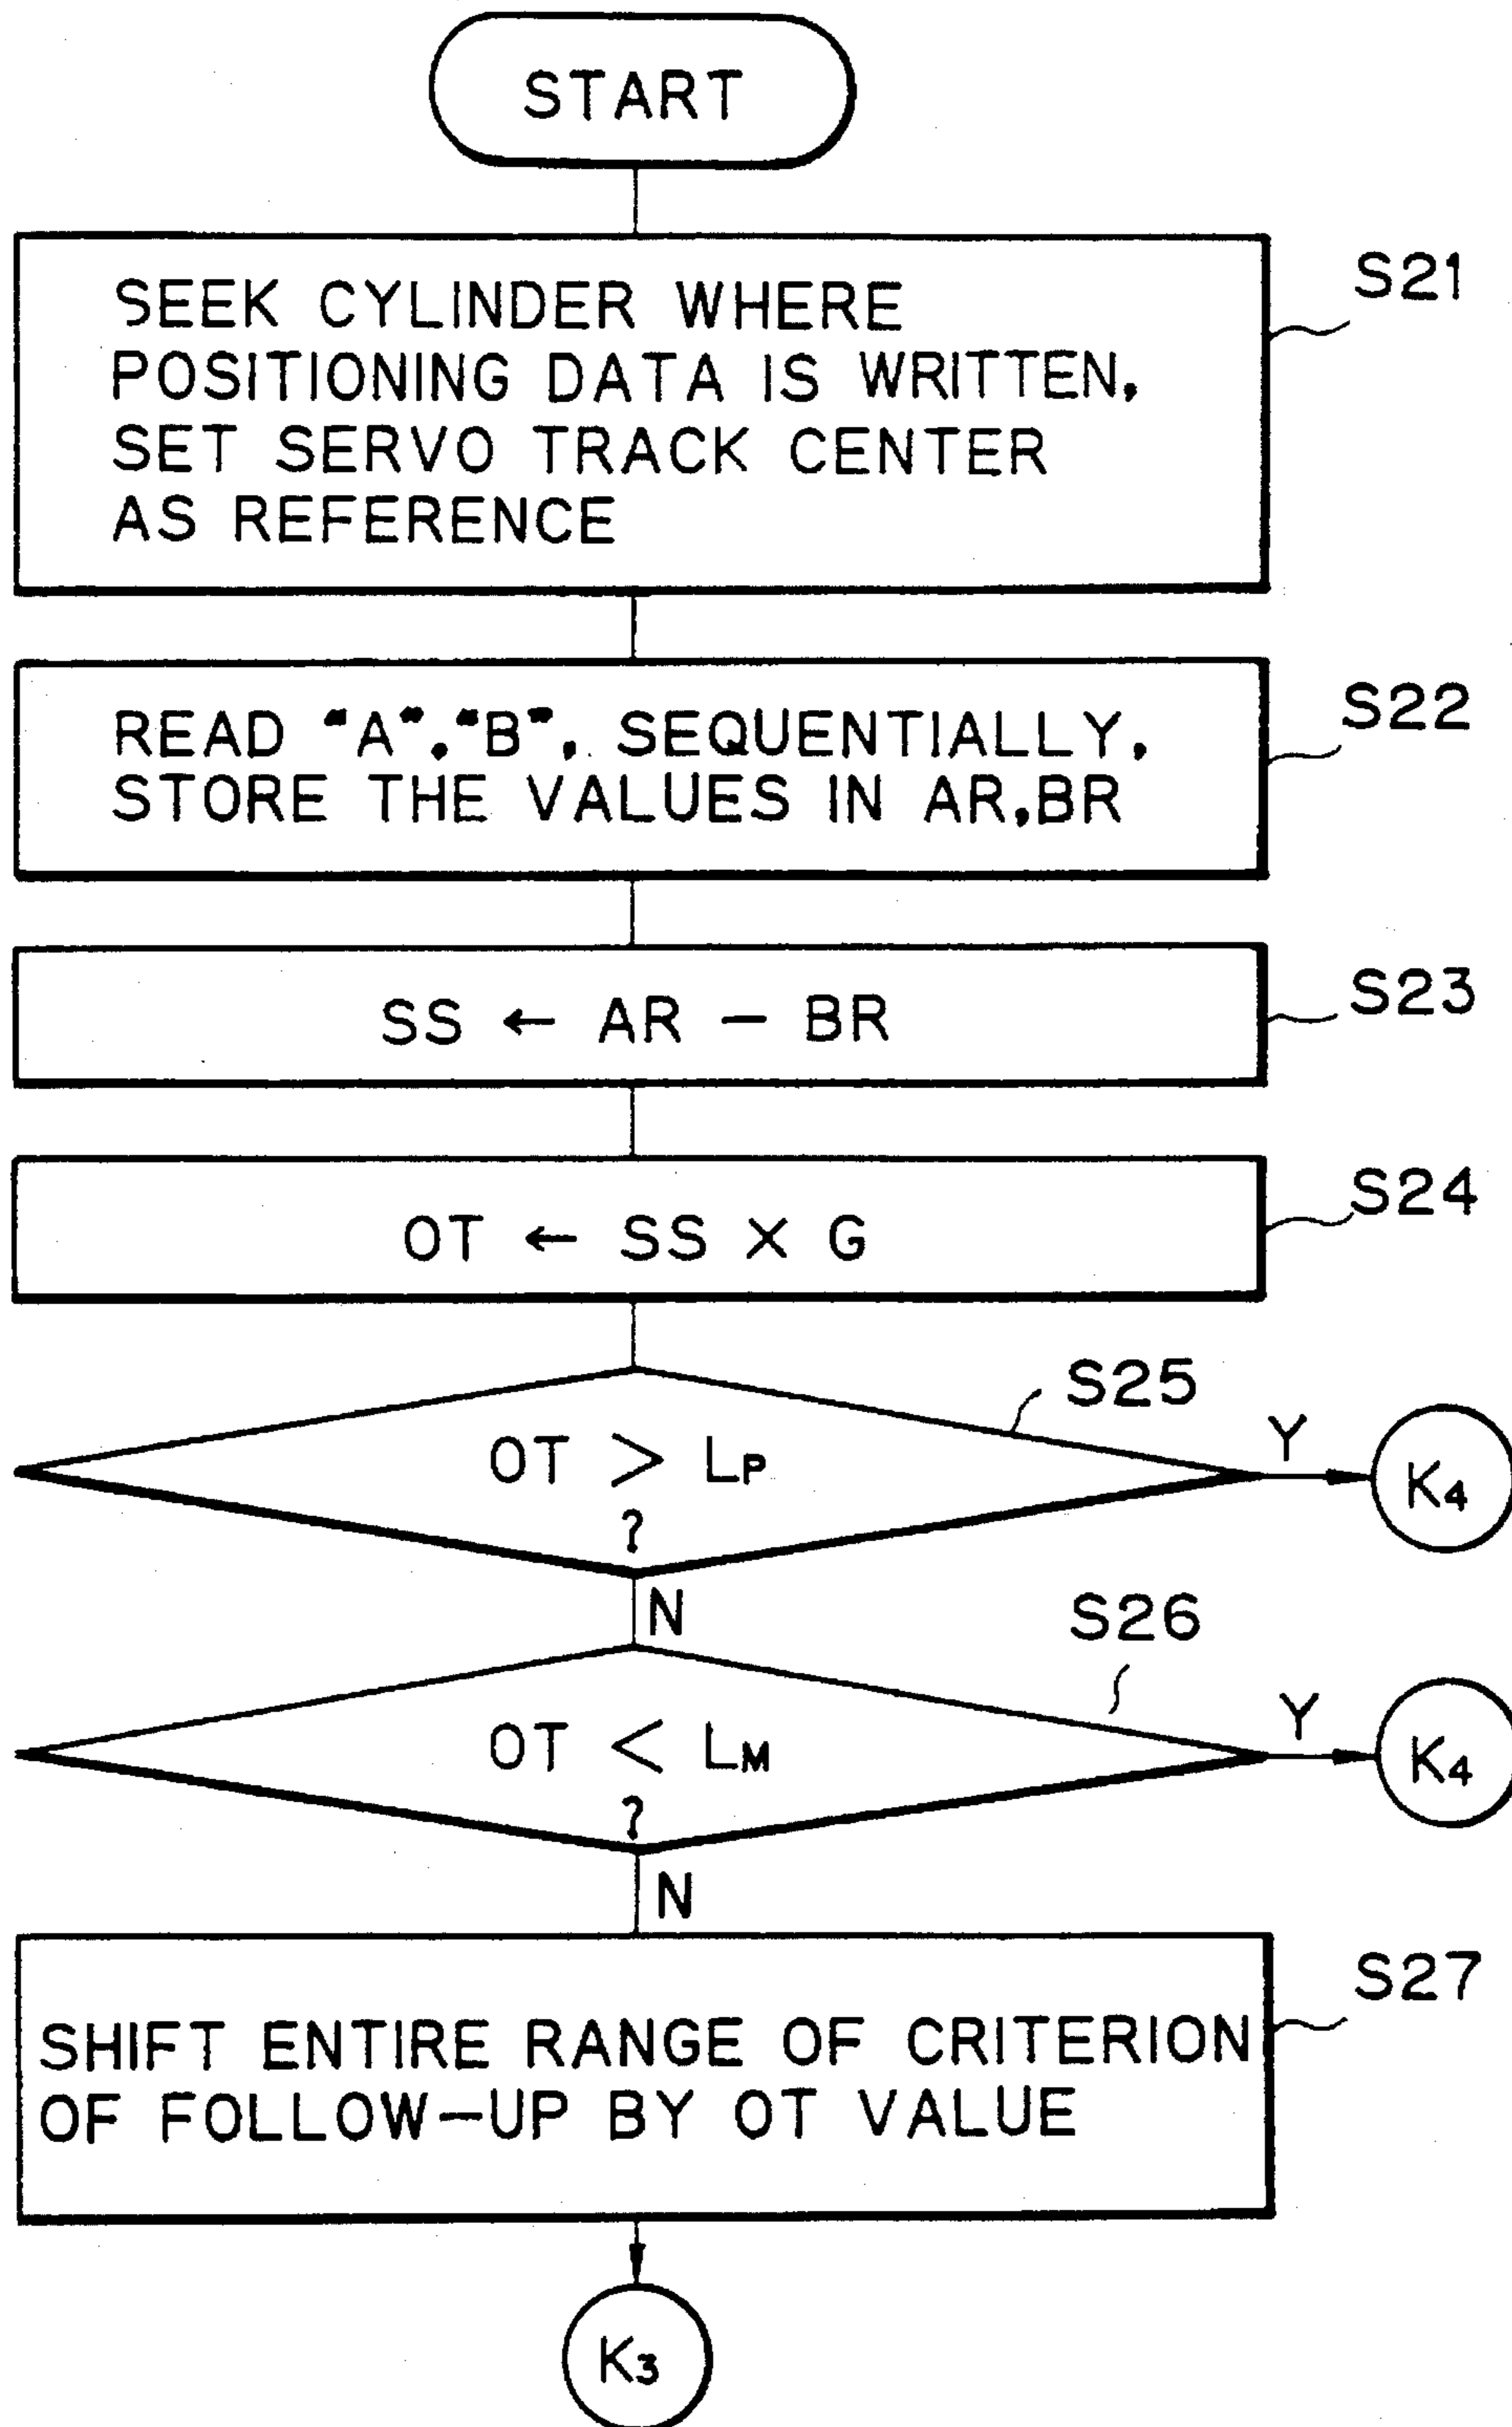 START
SEEK CYLINDER WHERE
POSITIONING DATA IS WRITTEN,
SET SERVO TRACK CENTER
AS REFERENCE
S21
READ "A","B", SEQUENTIALLY,
STORE THE VALUES IN AR,BR
S22
SS ← AR − BR
S23
OT ← SS × G
S24
OT > LP
?
S25
Y
K4
N
OT < LM
?
S26
Y
K4
N
SHIFT ENTIRE RANGE OF CRITERION
OF FOLLOW−UP BY OT VALUE
S27
K3